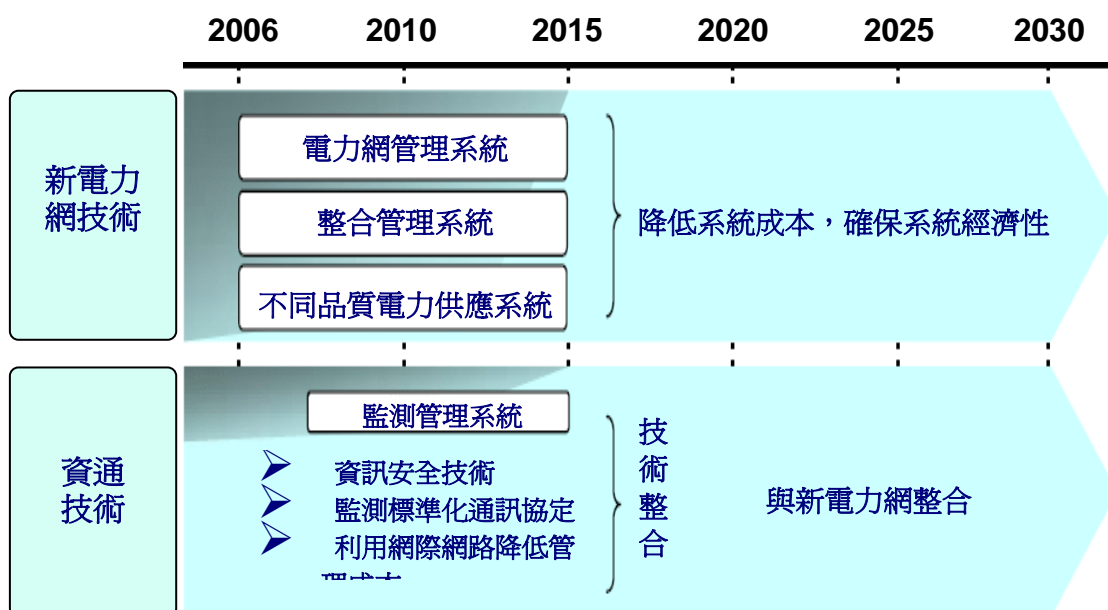 2006 2010 2015 2020 2025 2030
新電力
網技術
電力網管理系統
整合管理系統
不同品質電力供應系統
降低系統成本，確保系統經濟性
資通
技術
監測管理系統
資訊安全技術
監測標準化通訊協定
利用網際網路降低管
理成本
技
術
整
合
與新電力網整合